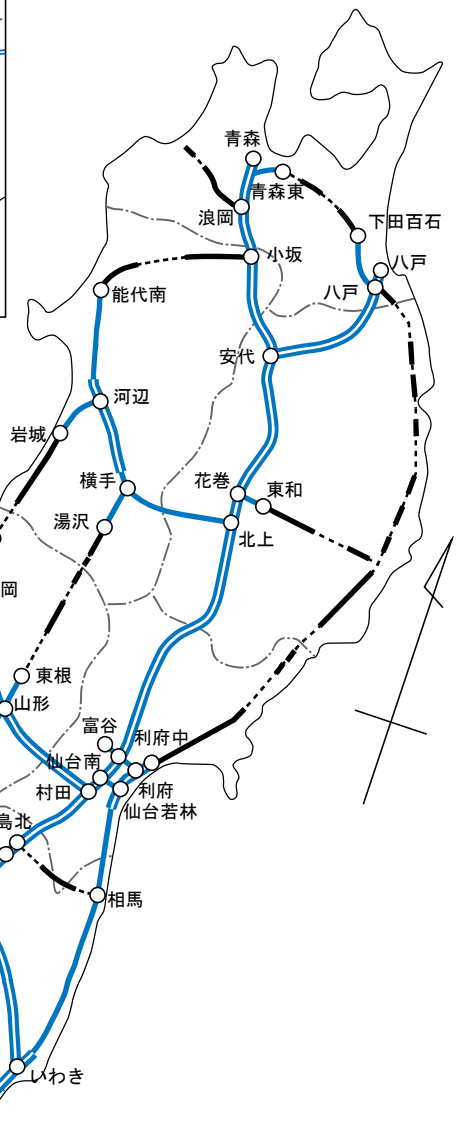 青森
青森東
浪岡
下田百石
小坂
八戸
八戸
能代南
安代
河辺
岩城
横手
花巻
東和
湯沢
北上
岡
東根
山形
富谷
利府中
仙台南
村田
利府
仙台若林
島北
相馬
いわき